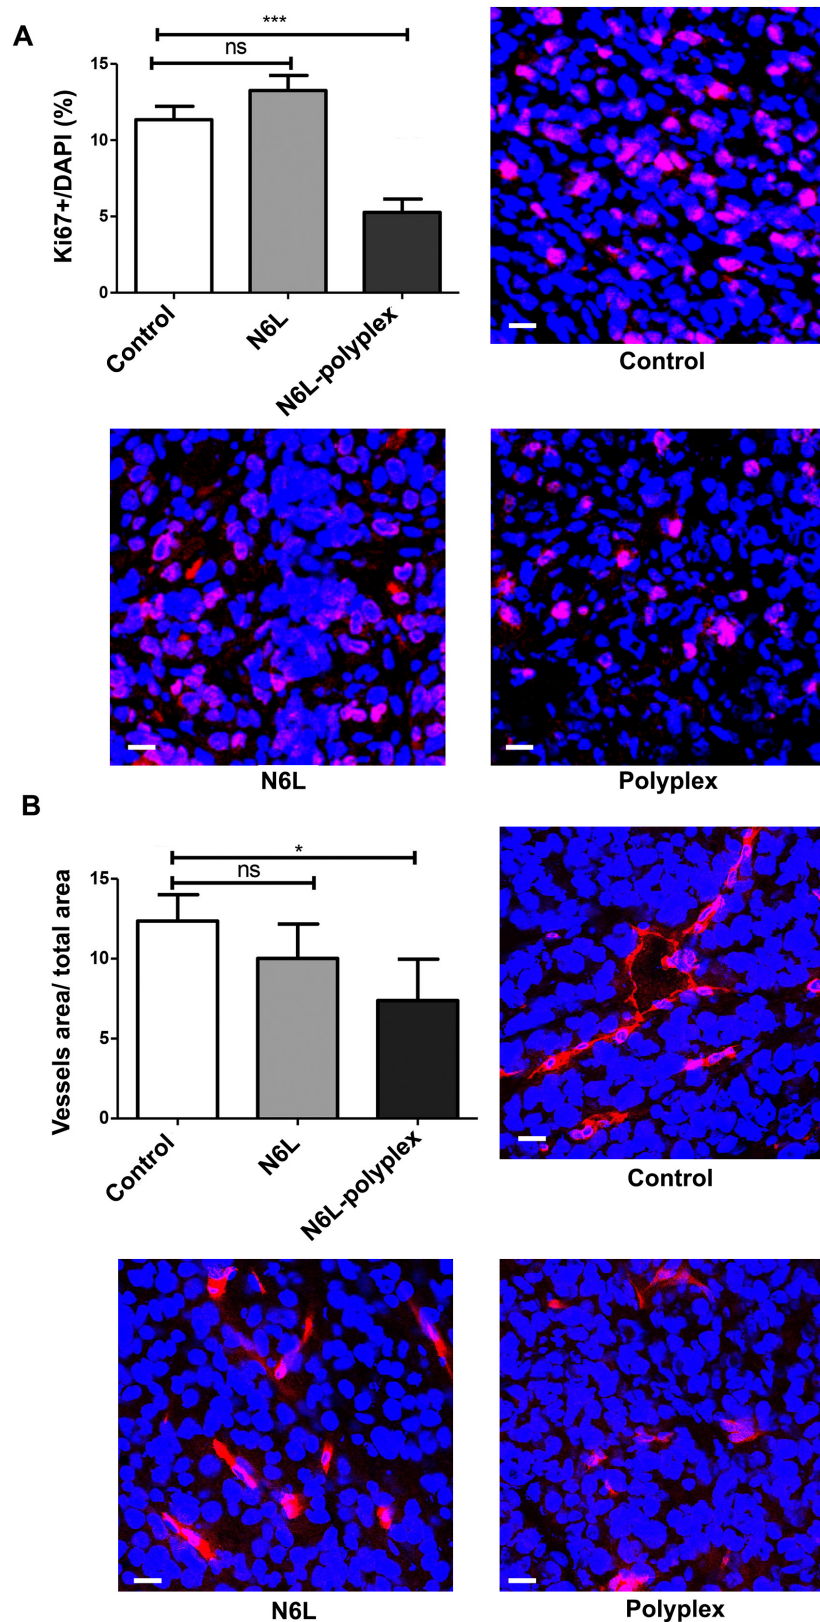 A
***
ns
15
10
5
0
Ki67+/DAPI (%)
Control
N6L
N6L-polyplex
Control
N6L
Polyplex
B
*
ns
15
10
5
0
Vessels area/ total area
Control
N6L
N6L-polyplex
Control
N6L
Polyplex